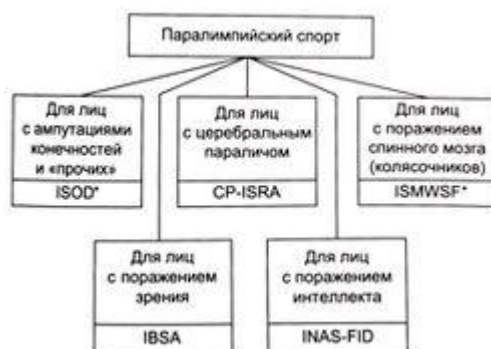 Паралимпийский спорт
Для лиц
с ампутациями
конечностей
и «прочих»
ISOD*
Для лиц
с церебральным
параличом
CP-ISRA
Для лиц
с поражением
спинного мозга
(колясочников)
ISMWSF*
Для лиц
с поражением
зрения
IBSA
Для лиц
с поражением
интеллекта
INAS-FID